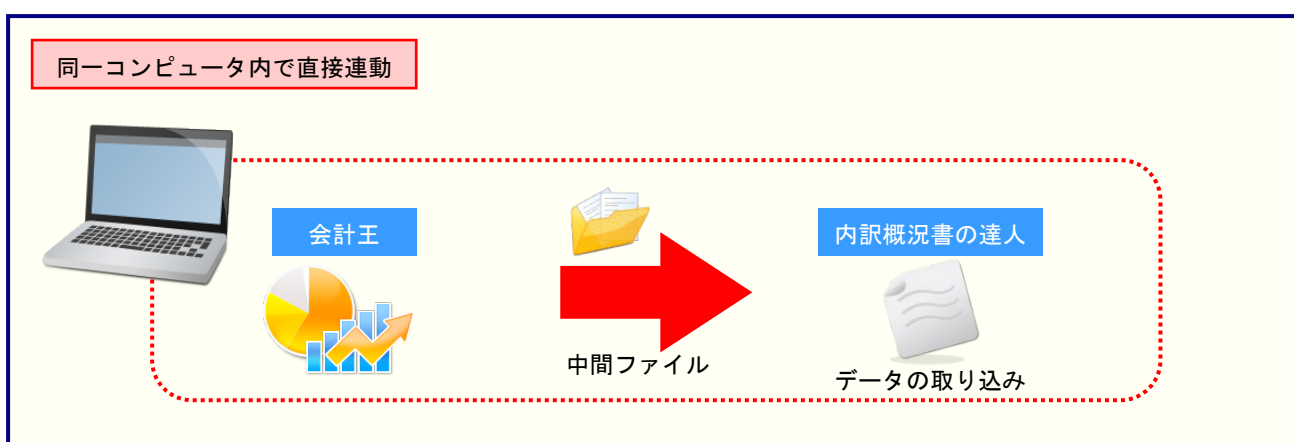 同一コンピュータ内で直接連動
会計王
内訳概況書の達人
中間ファイル
データの取り込み